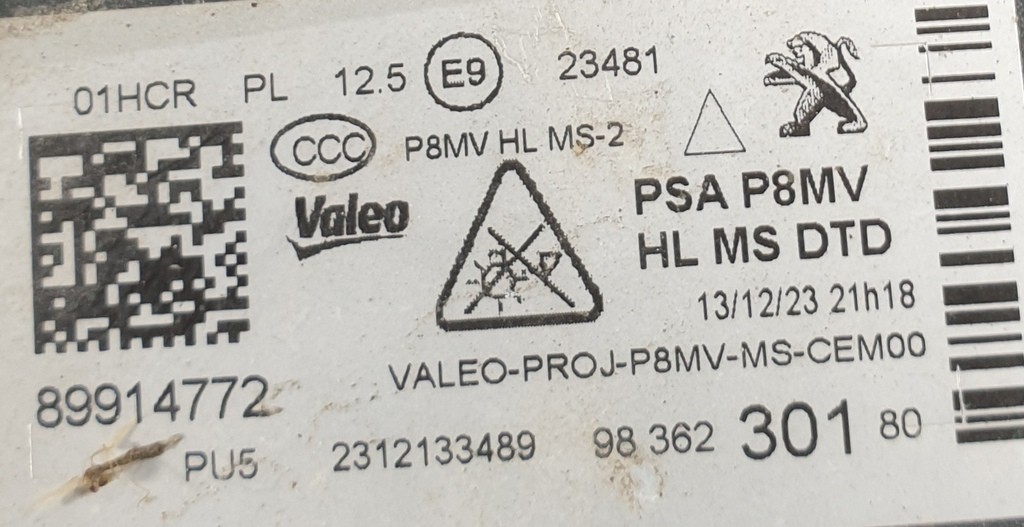 01HCR PL 12.5 E9 23481
CCC P8MV HL MS-2
Valeo
PSA P8MV
HL MS DTD
13/12/23 21h18
VALEO-PROJ-P8MV-MS-CEM00
89914772
PU5 2312133489 98 362 301 80